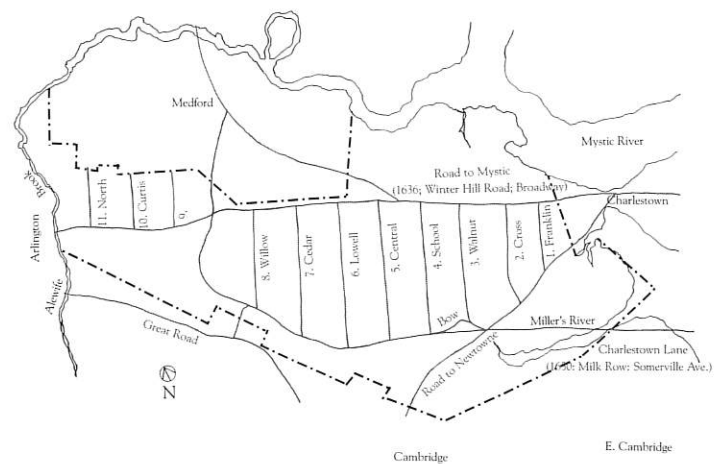 Medford
Mystic River
Road to Mystic
(1636; Winter Hill Road; Broadway)
Charlestown
Arlington
Alewife
Brook
11. North
10. Curtis
9.
8. Willow
7. Cedar
6. Lowell
5. Central
4. School
3. Walnut
2. Cross
1. Franklin
Bow
Miller's River
Great Road
Road to Newtowne
Charlestown Lane
(1630: Milk Row: Somerville Ave.)
N
Cambridge
E. Cambridge